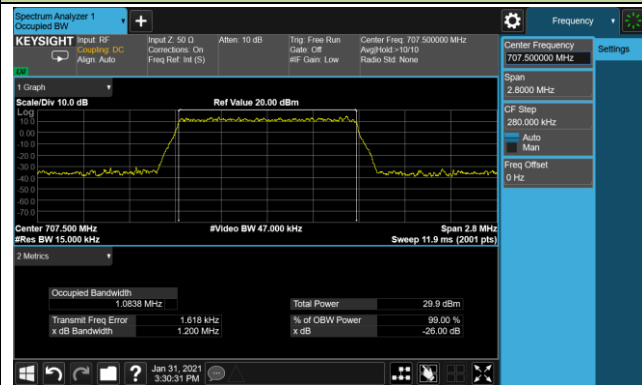 Spectrum Analyzer 1
Occupied BW
Frequency
KEYSIGHT
Input: RF
Coupling: DC
Align: Auto
Input Z: 50 Ω
Corrections: On
Freq Ref: Int (S)
Atten: 10 dB
Trig: Free Run
Gate: Off
#IF Gain: Low
Center Freq: 707.500000 MHz
Avg|Hold:>10/10
Radio Std: None
1 Graph
Scale/Div 10.0 dB
Ref Value 20.00 dBm
Log
10.0
0.00
-10.0
-20.0
-30.0
-40.0
-50.0
-60.0
-70.0
Center 707.500 MHz
#Res BW 15.000 kHz
#Video BW 47.000 kHz
Span 2.8 MHz
Sweep 11.9 ms (2001 pts)
2 Metrics
Occupied Bandwidth
1.0838 MHz
Transmit Freq Error 1.618 kHz
x dB Bandwidth 1.200 MHz
Total Power 29.9 dBm
% of OBW Power 99.00 %
x dB -26.00 dB
Center Frequency
707.500000 MHz
Span
2.8000 MHz
CF Step
280.000 kHz
Auto
Man
Freq Offset
0 Hz
Settings
Jan 31, 2021
3:30:31 PM